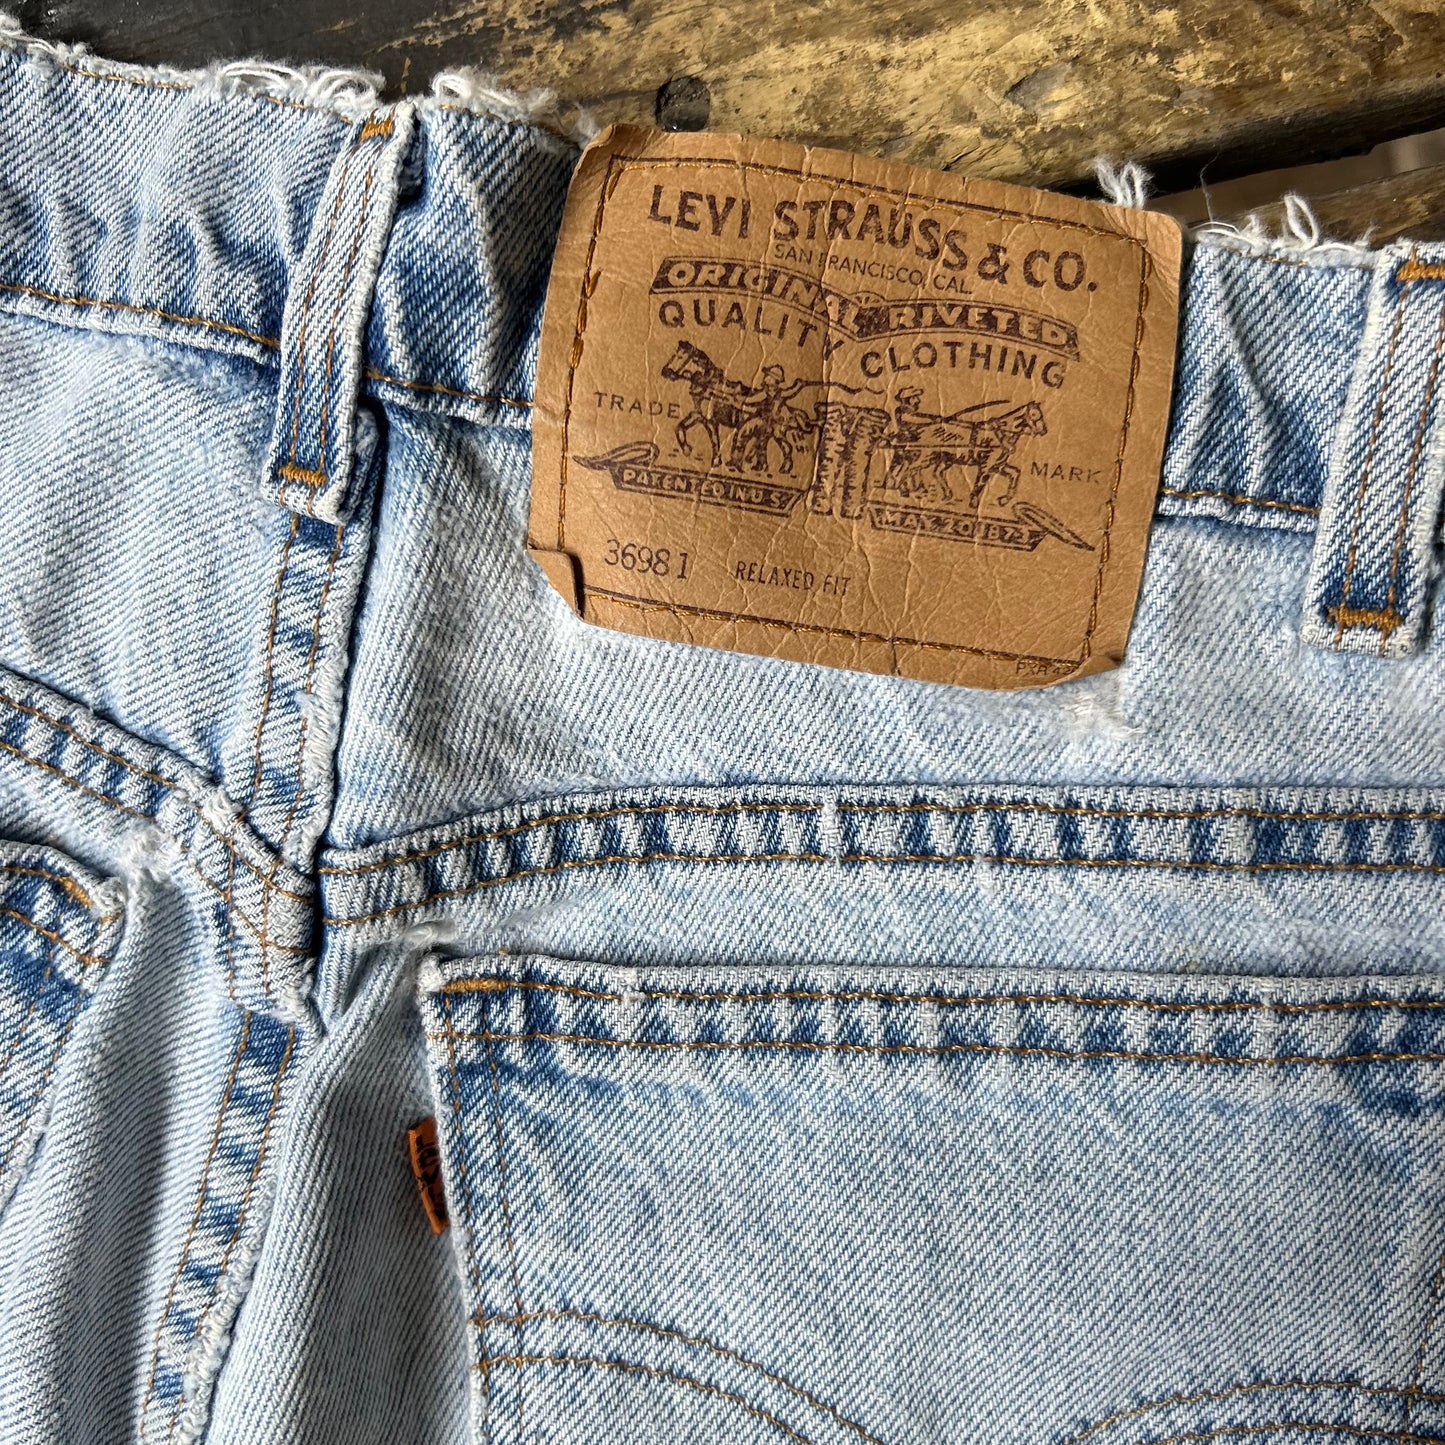 LEVI STRAUSS & CO.
SAN FRANCISCO, CAL.
ORIGINAL RIVETED
QUALITY CLOTHING
TRADE MARK
PATENTED IN U S MAY 20 1873
36981 RELAXED FIT